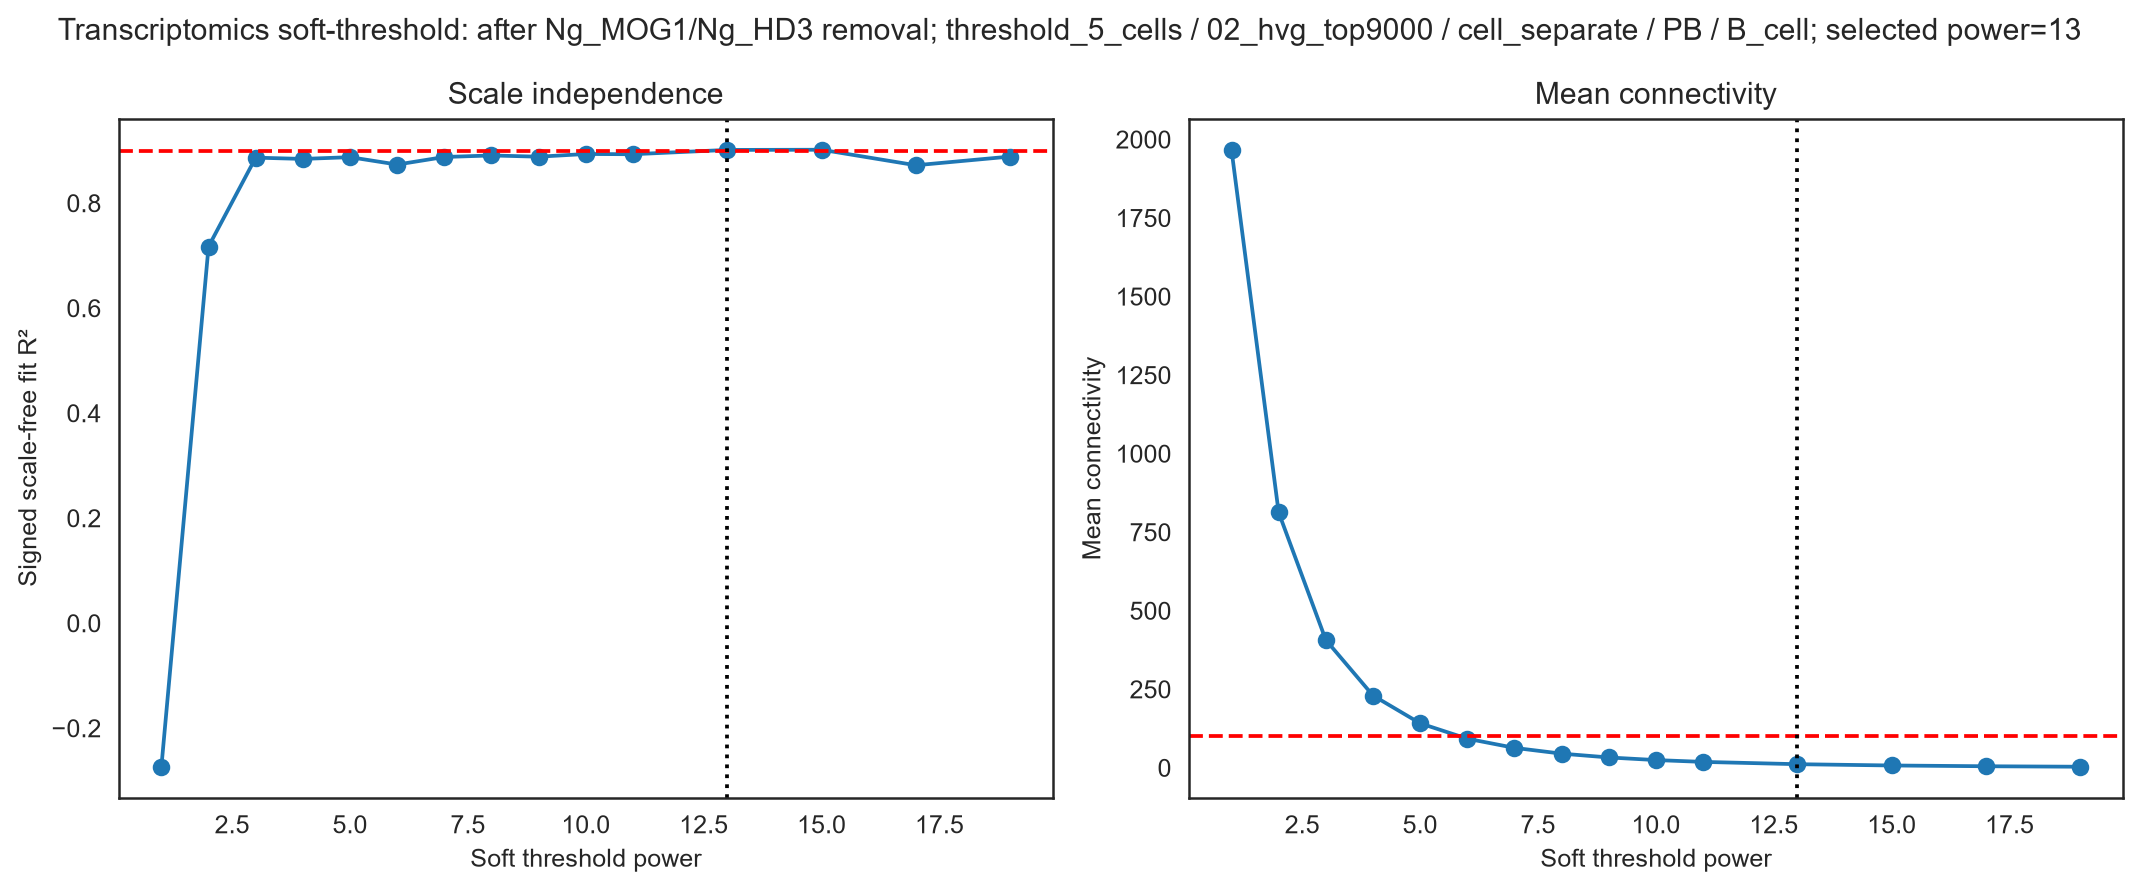 Transcriptomics soft-threshold: after Ng_MOG1/Ng_HD3 removal; threshold_5_cells / 02_hvg_top9000 / cell_separate / PB / B_cell; selected power=13
Scale independence
Signed scale-free fit R²
0.8
0.6
0.4
0.2
0.0
−0.2
2.5 5.0 7.5 10.0 12.5 15.0 17.5
Soft threshold power
Mean connectivity
Mean connectivity
2000
1750
1500
1250
1000
750
500
250
0
2.5 5.0 7.5 10.0 12.5 15.0 17.5
Soft threshold power